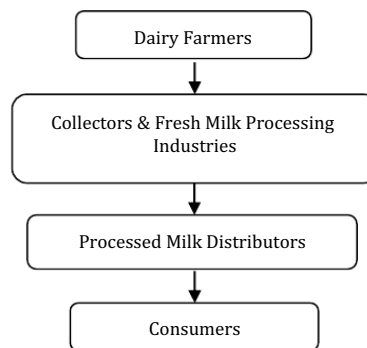 Dairy Farmers
Collectors & Fresh Milk Processing
Industries
Processed Milk Distributors
Consumers